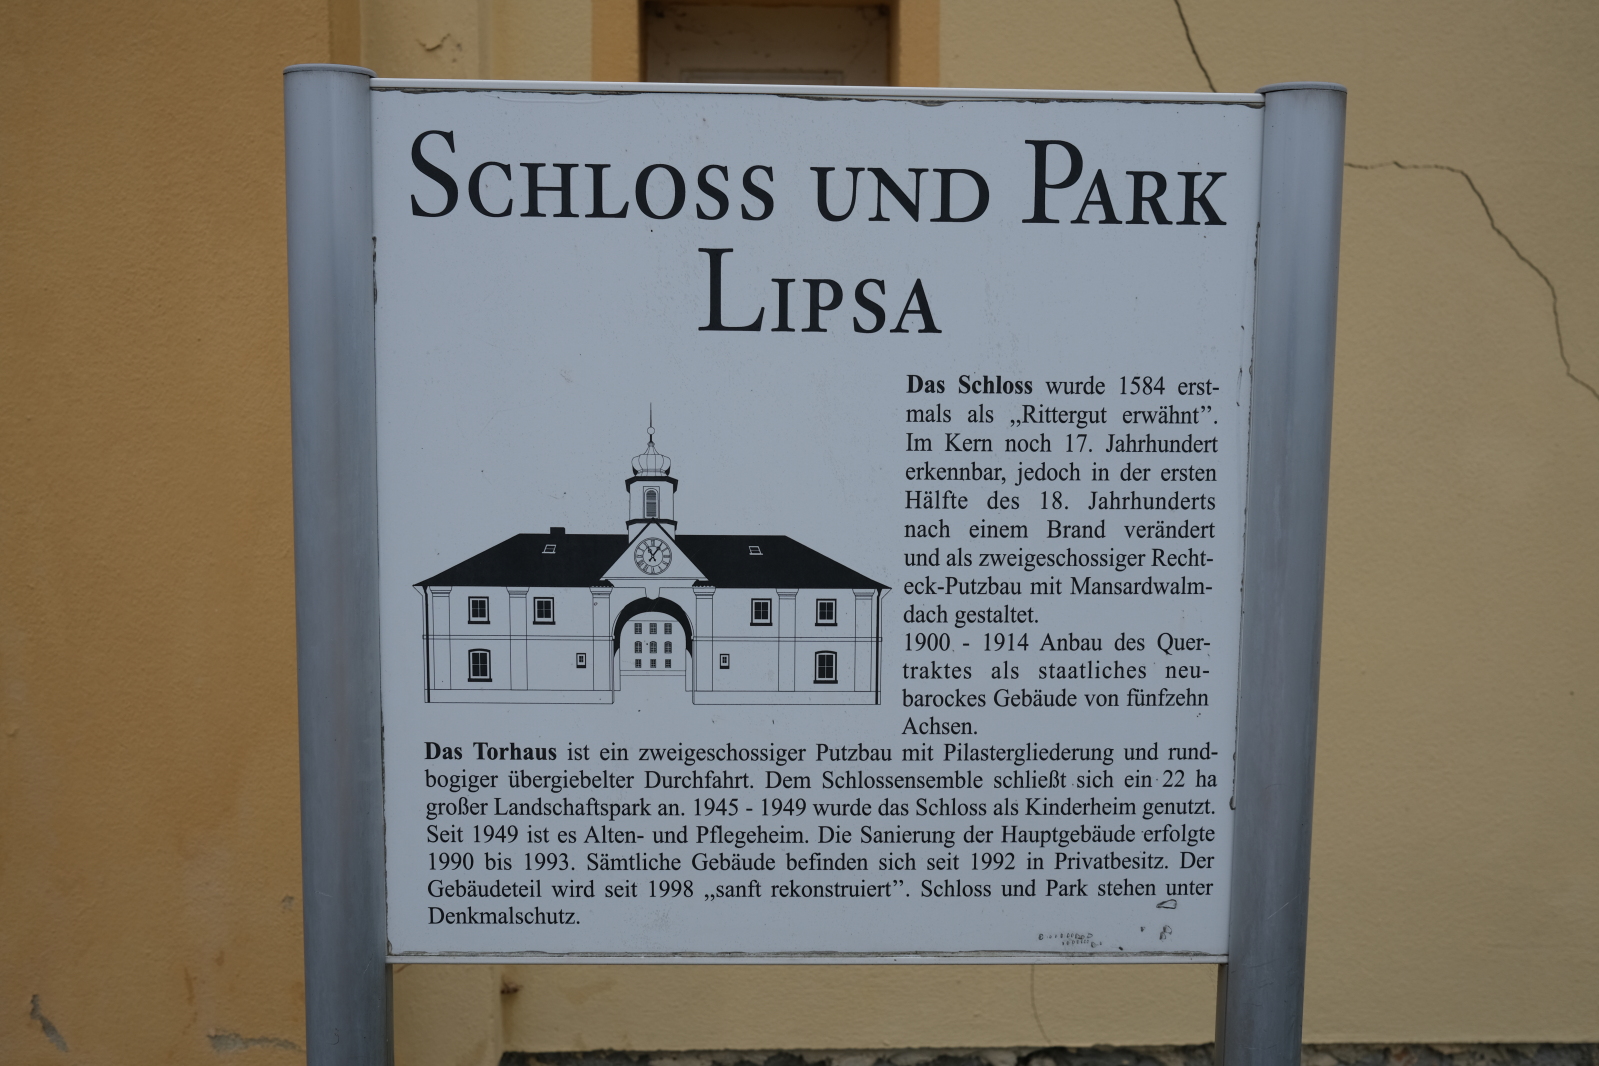 Schloss und Park
Lipsa
Das Schloss wurde 1584 erst-
mals als „Rittergut erwähnt”.
Im Kern noch 17. Jahrhundert
erkennbar, jedoch in der ersten
Hälfte des 18. Jahrhunderts
nach einem Brand verändert
und als zweigeschossiger Recht-
eck-Putzbau mit Mansardwalm-
dach gestaltet.
1900 - 1914 Anbau des Quer-
traktes als staatliches neu-
barockes Gebäude von fünfzehn
Achsen.
Das Torhaus ist ein zweigeschossiger Putzbau mit Pilastergliederung und rund-
bogiger übergiebelter Durchfahrt. Dem Schlossensemble schließt sich ein 22 ha
großer Landschaftspark an. 1945 - 1949 wurde das Schloss als Kinderheim genutzt.
Seit 1949 ist es Alten- und Pflegeheim. Die Sanierung der Hauptgebäude erfolgte
1990 bis 1993. Sämtliche Gebäude befinden sich seit 1992 in Privatbesitz. Der
Gebäudeteil wird seit 1998 „sanft rekonstruiert”. Schloss und Park stehen unter
Denkmalschutz.